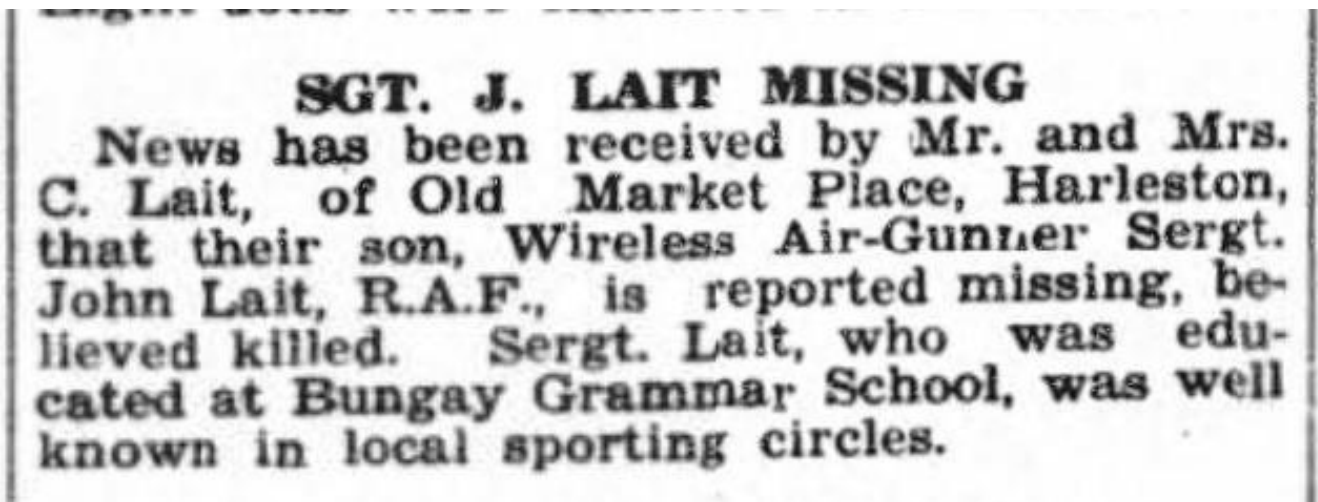 SGT. J. LAIT MISSING
News has been received by Mr. and Mrs.
C. Lait, of Old Market Place, Harleston,
that their son, Wireless Air-Gunner Sergt.
John Lait, R.A.F., is reported missing, be-
lieved killed. Sergt. Lait, who was edu-
cated at Bungay Grammar School, was well
known in local sporting circles.